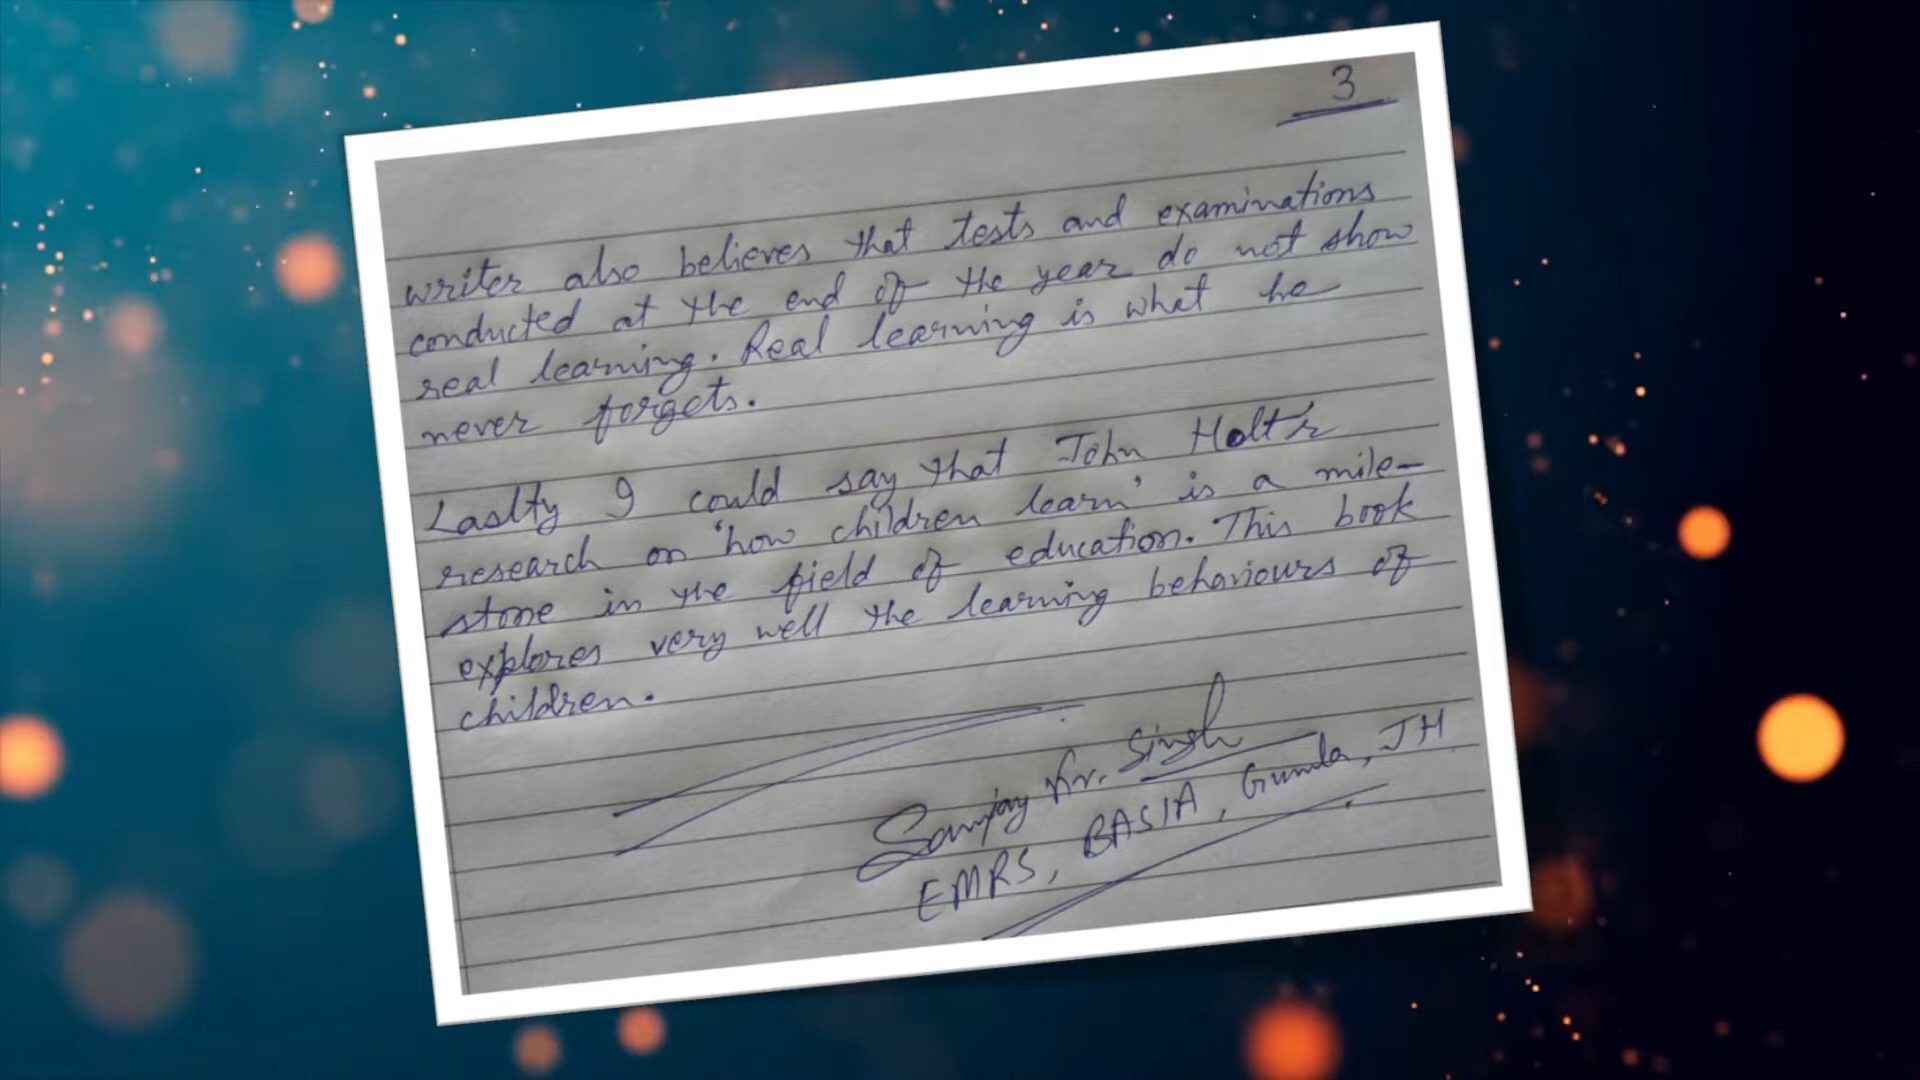 3
writer also believes that tests and examinations
conducted at the end of the year do not show
real learning. Real learning is what he
never forgets.
Laslty I could say that John Holt's
research on 'how children learn' is a mile-
stone in the field of education. This book
explores very well the learning behaviours of
children.
Sanjay Kr. Singh
EMRS, BASIA, Gumla, JH